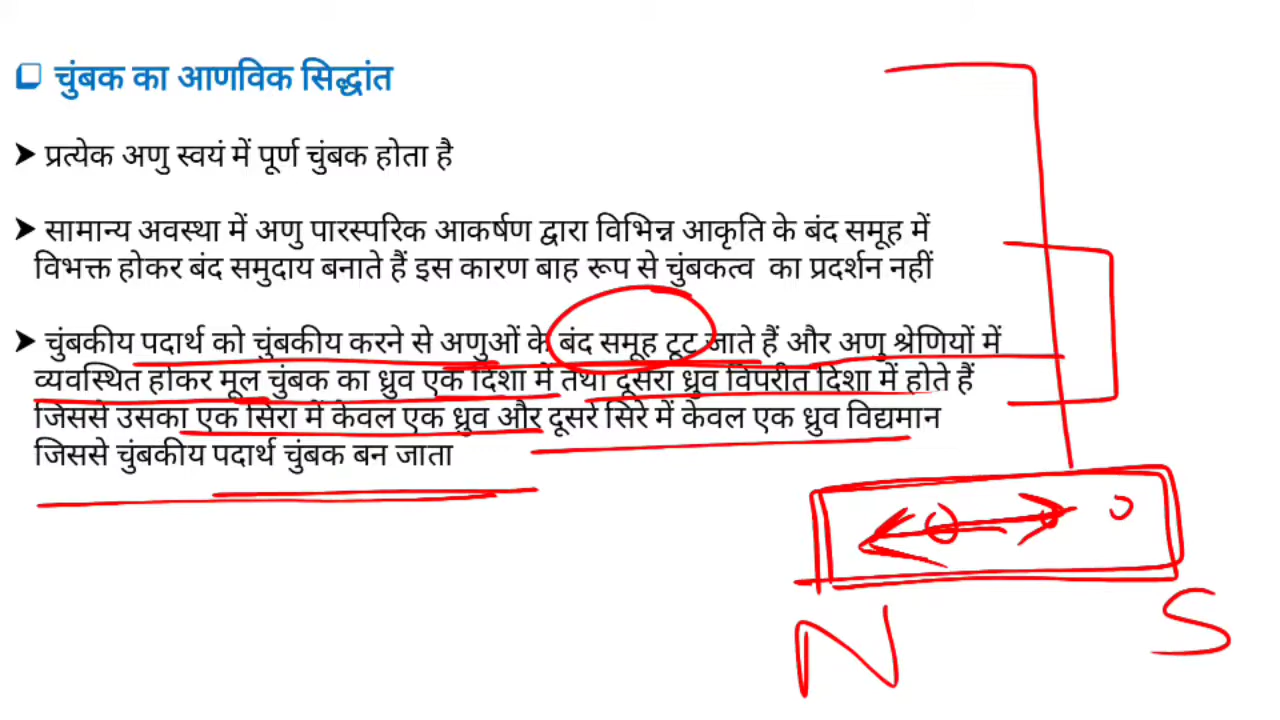 चुंबक का आणविक सिद्धांत
प्रत्येक अणु स्वयं में पूर्ण चुंबक होता है
सामान्य अवस्था में अणु पारस्परिक आकर्षण द्वारा विभिन्न आकृति के बंद समूह में
विभक्त होकर बंद समुदाय बनाते हैं इस कारण बाह रूप से चुंबकत्व का प्रदर्शन नहीं
चुंबकीय पदार्थ को चुंबकीय करने से अणुओं के बंद समूह टूट जाते हैं और अणु श्रेणियों में
व्यवस्थित होकर मूल चुंबक का ध्रुव एक दिशा में तथा दूसरा ध्रुव विपरीत दिशा में होते हैं
जिससे उसका एक सिरा में केवल एक ध्रुव और दूसरे सिरे में केवल एक ध्रुव विद्यमान
जिससे चुंबकीय पदार्थ चुंबक बन जाता
N S